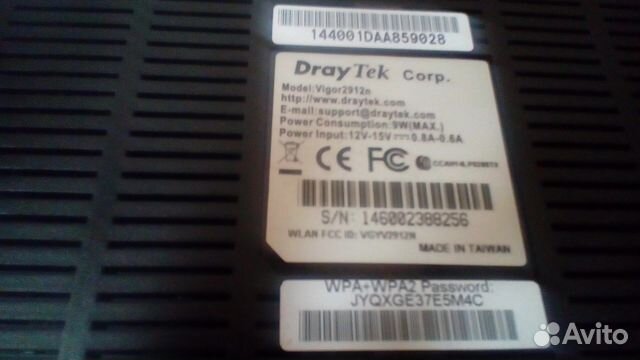 144001DAA859028
DrayTek Corp.
Model:Vigor2912n
http://www.draytek.com
E-mail:support@draytek.com
Power Consumption:9W(MAX.)
Power Input:12V-15V⎓0.8A-0.6A
CE FC
S/N: 146002388256
WLAN FCC ID: VGYV2912N
MADE IN TAIWAN
WPA+WPA2 Password:
JYQXGE37E5M4C
Avito